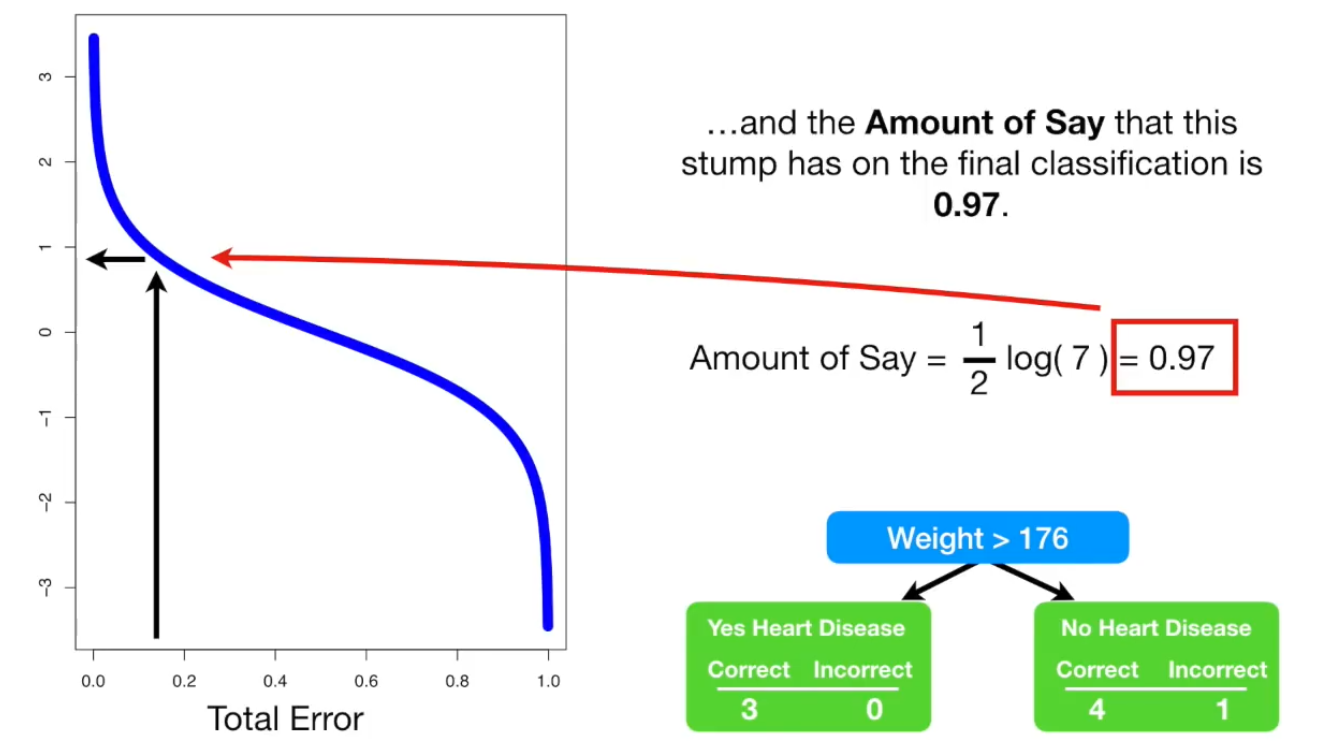 …and the Amount of Say that this
stump has on the final classification is
0.97.
3
2
1
0
-1
-2
-3
0.0 0.2 0.4 0.6 0.8 1.0
Total Error
Amount of Say = 1/2 log( 7 ) = 0.97
Weight > 176
Yes Heart Disease
Correct Incorrect
3 0
No Heart Disease
Correct Incorrect
4 1